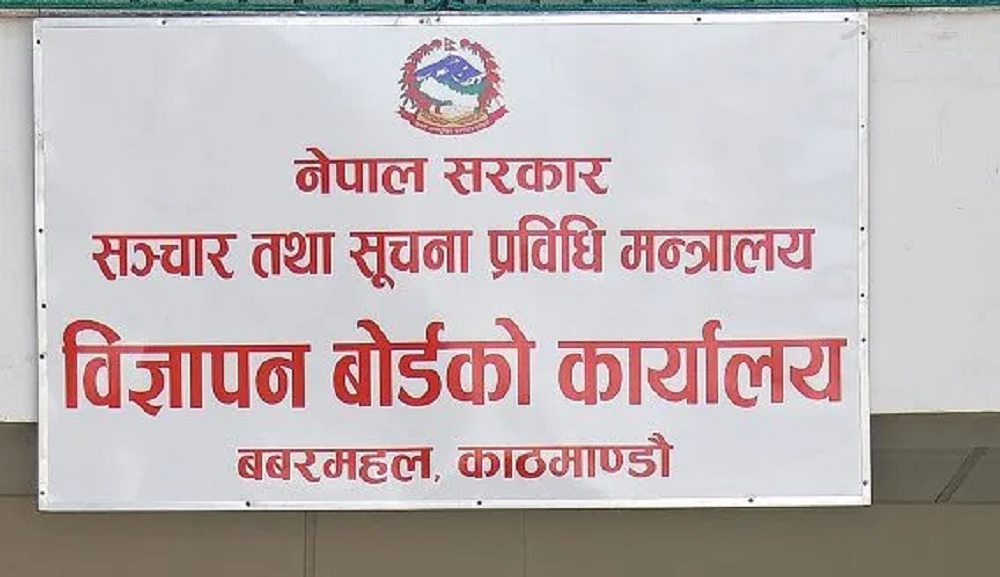 नेपाल सरकार
सञ्चार तथा सूचना प्रविधि मन्त्रालय
विज्ञापन बोर्डको कार्यालय
बबरमहल, काठमाण्डौ